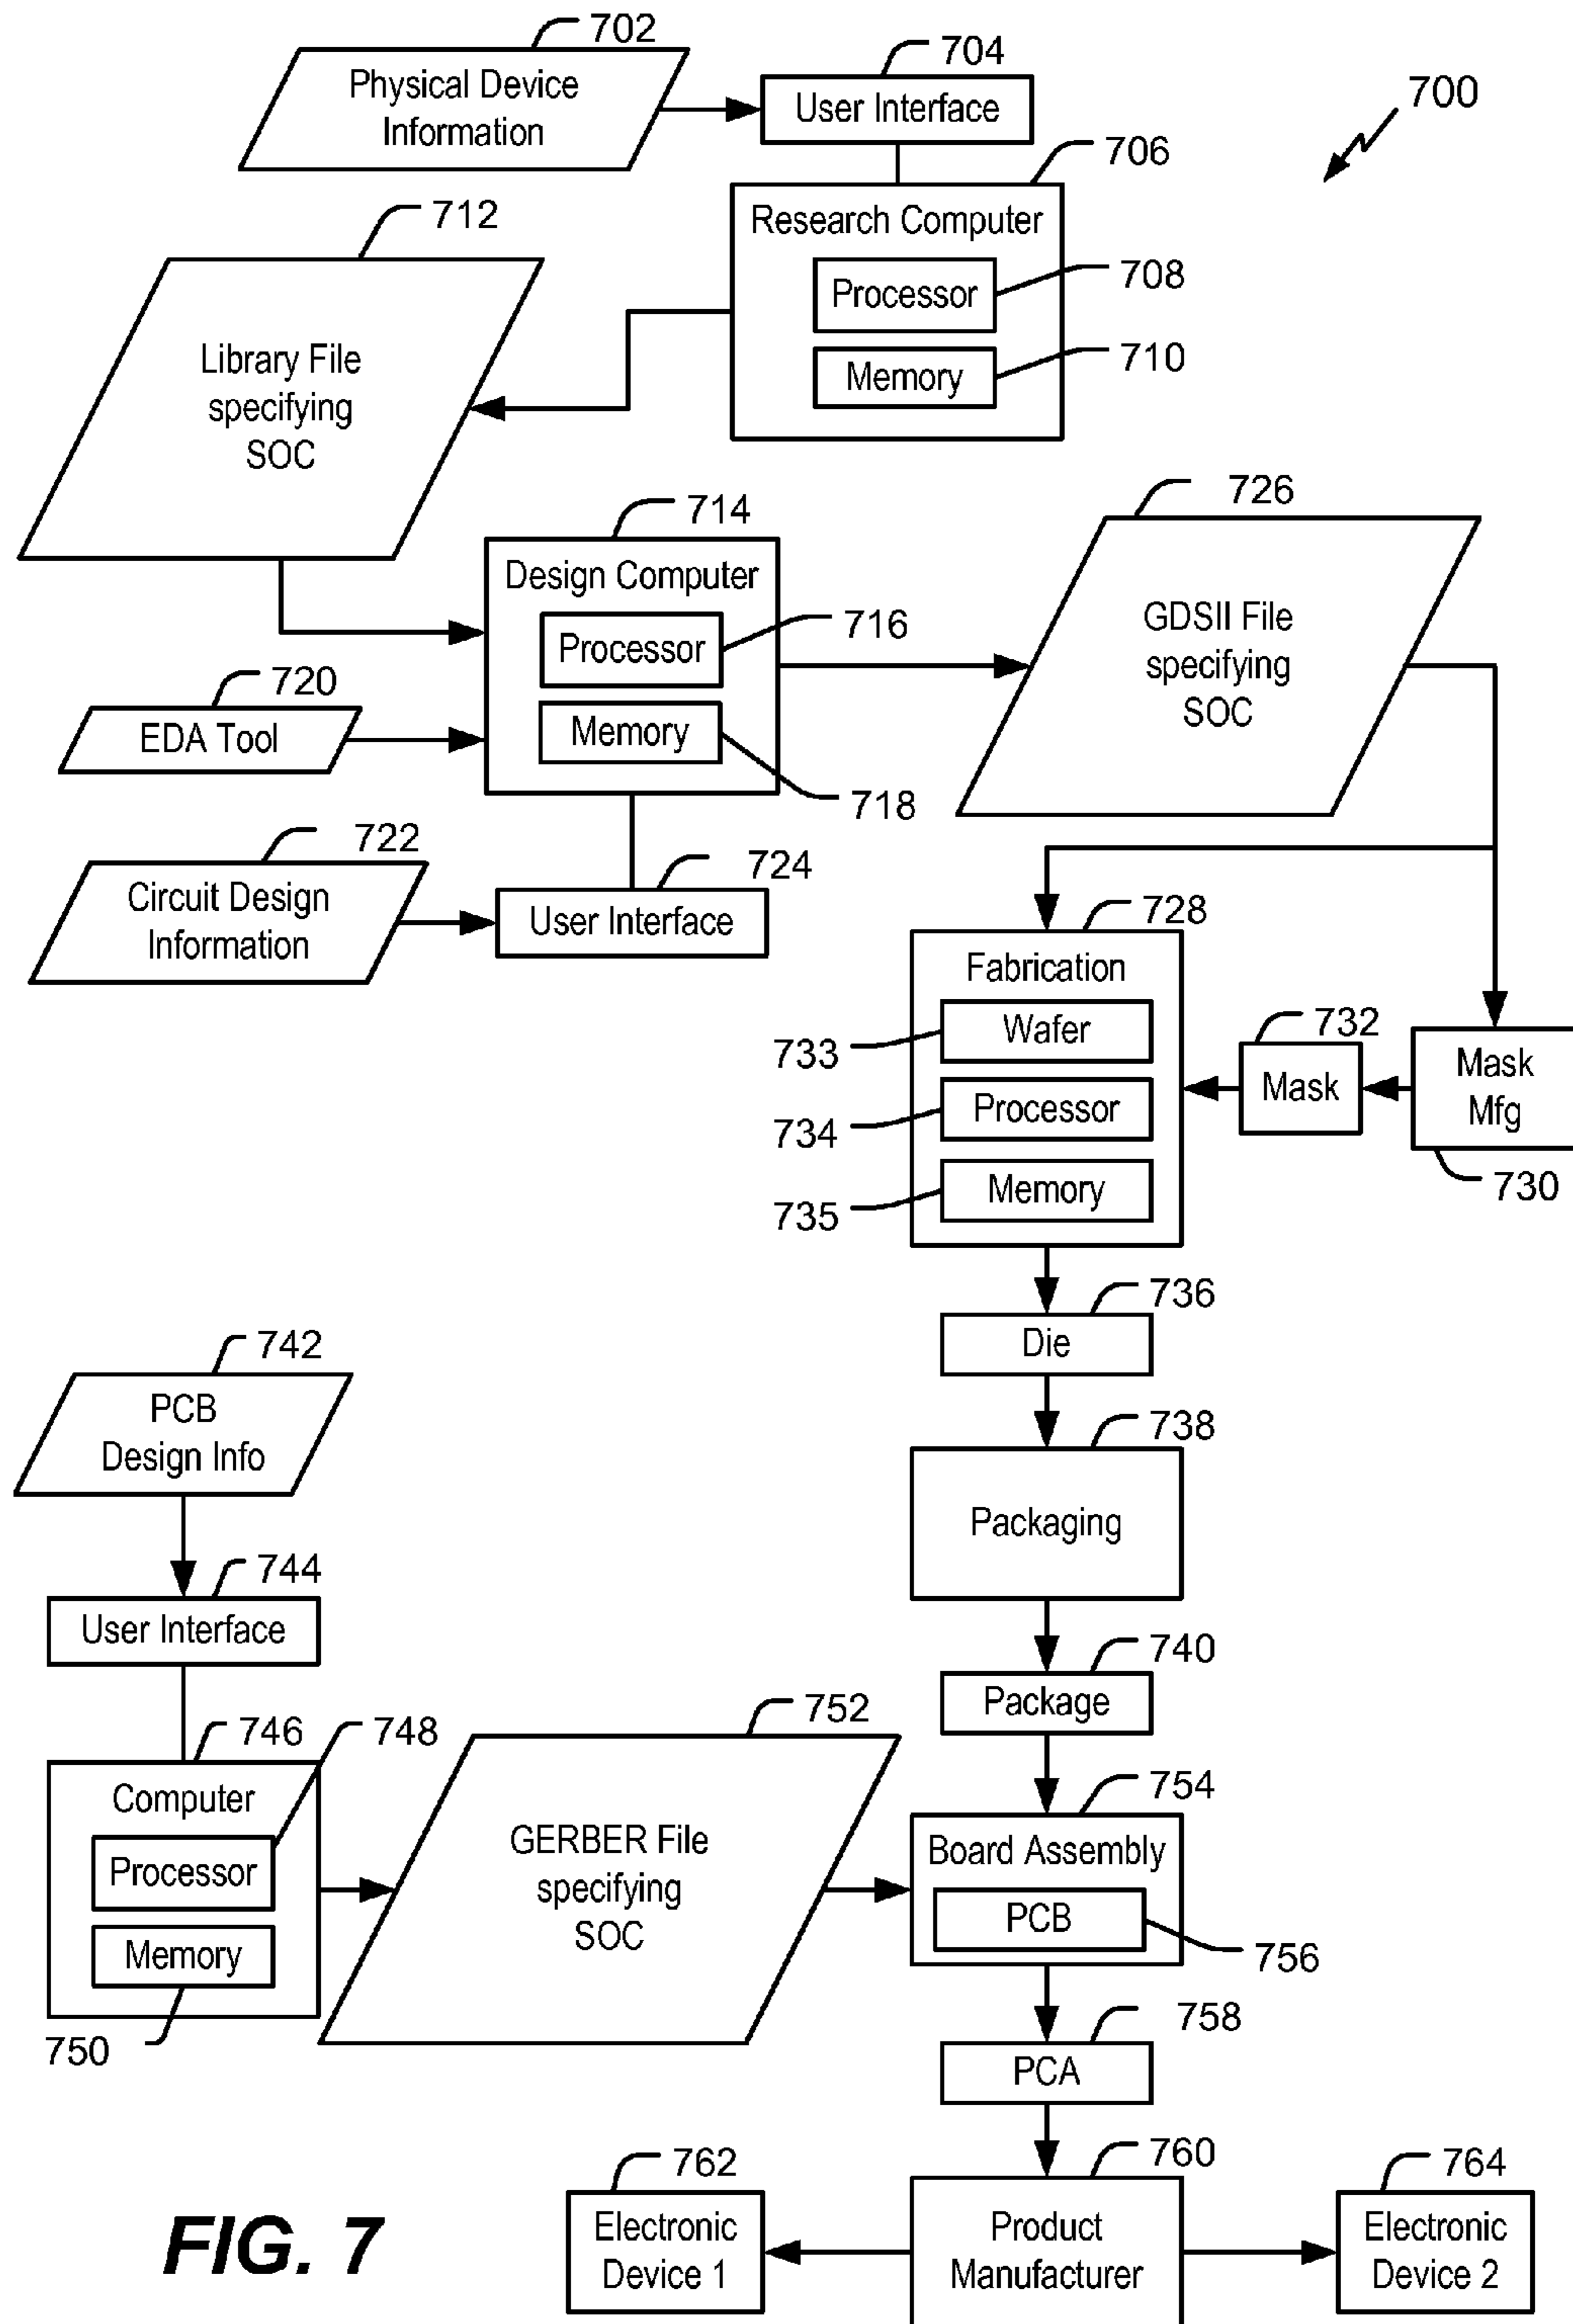 702
Physical Device
Information
704
User Interface
700
706
Research Computer
Processor
708
Memory
710
712
Library File
specifying
SOC
714
Design Computer
Processor
716
Memory
718
720
EDA Tool
722
Circuit Design
Information
724
User Interface
726
GDSII File
specifying
SOC
728
Fabrication
Wafer
733
Processor
734
Memory
735
732
Mask
Mask
Mfg
730
736
Die
738
Packaging
740
Package
742
PCB
Design Info
744
User Interface
746
748
Computer
Processor
Memory
750
752
GERBER File
specifying
SOC
754
Board Assembly
PCB
756
758
PCA
760
Product
Manufacturer
762
Electronic
Device 1
764
Electronic
Device 2
FIG. 7